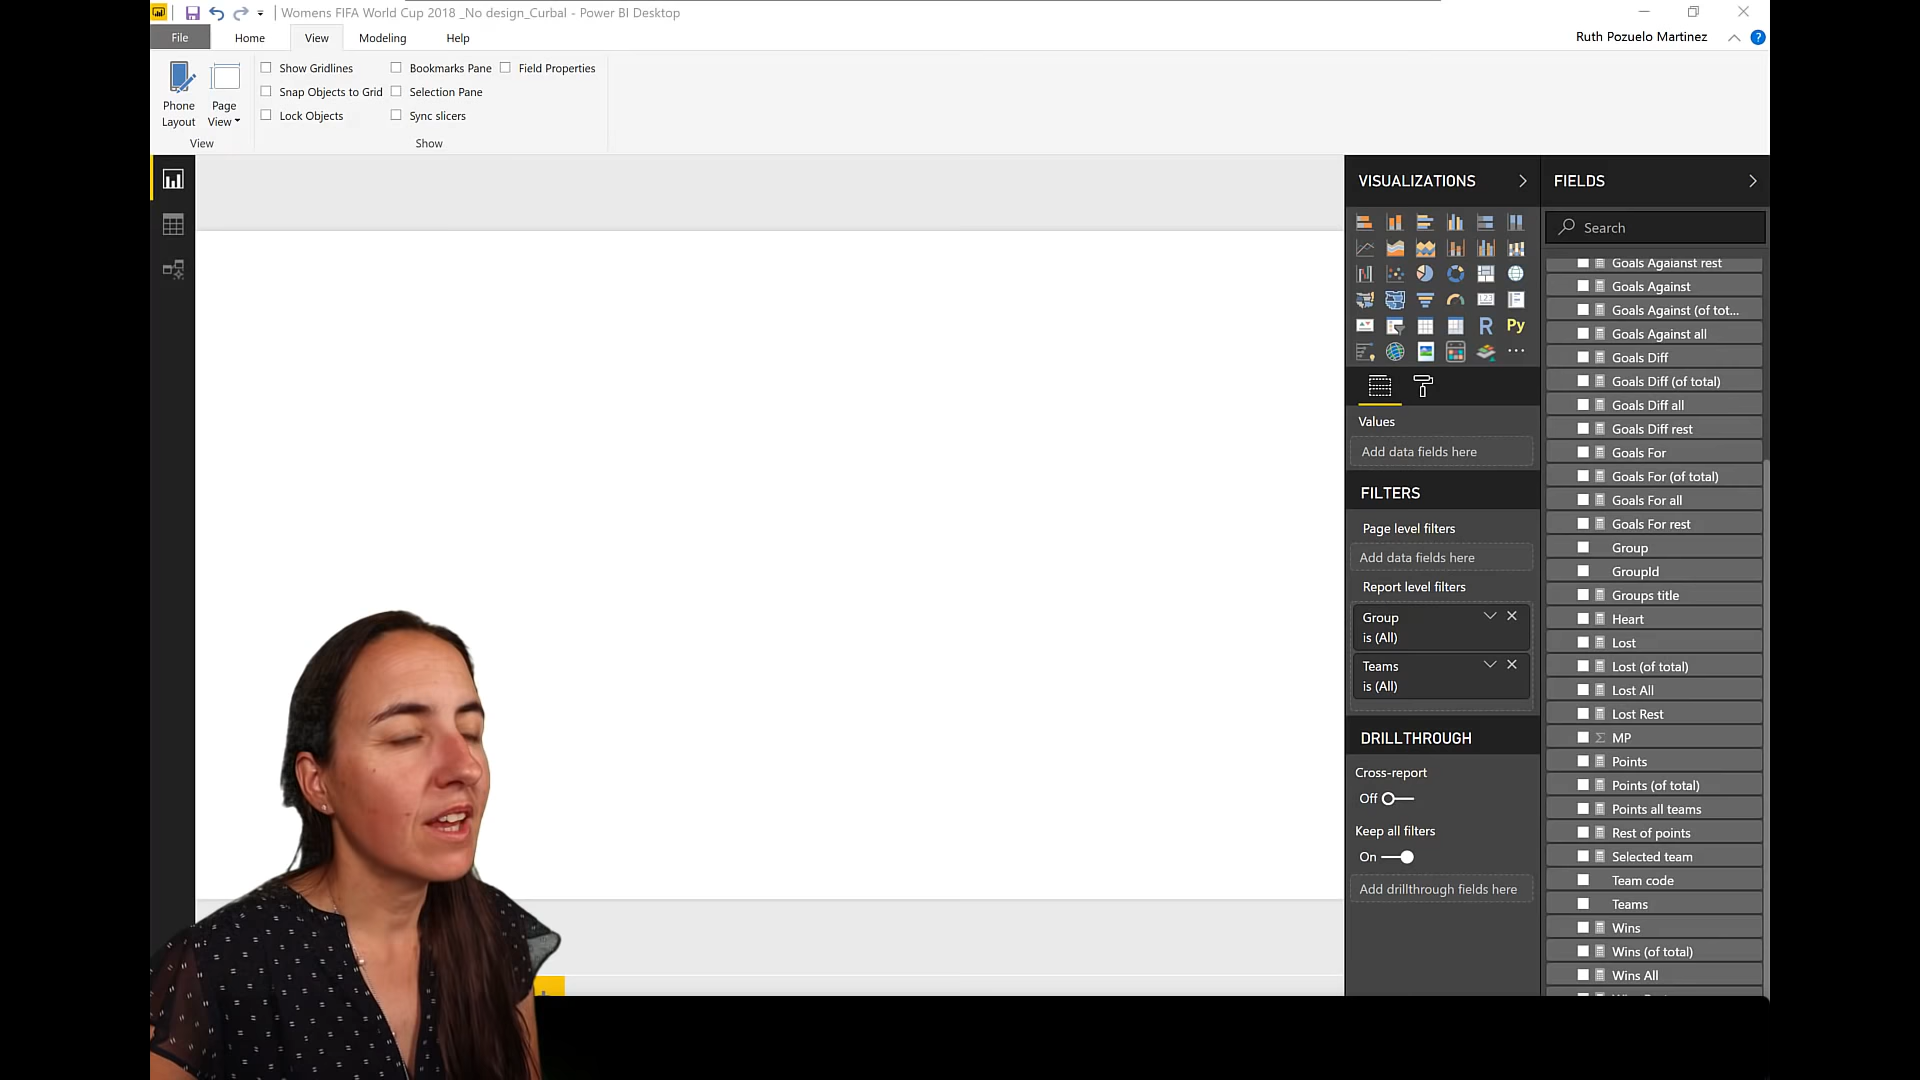 Womens FIFA World Cup 2018 _No design_Curbal - Power BI Desktop
File Home View Modeling Help
Ruth Pozuelo Martinez
?
Phone Layout
Page View
View
Show Gridlines
Snap Objects to Grid
Lock Objects
Bookmarks Pane
Selection Pane
Sync slicers
Field Properties
Show
VISUALIZATIONS
R
Py
Values
Add data fields here
FILTERS
Page level filters
Add data fields here
Report level filters
Group
is (All)
Teams
is (All)
DRILLTHROUGH
Cross-report
Off
Keep all filters
On
Add drillthrough fields here
FIELDS
Search
Goals Agaianst rest
Goals Against
Goals Against (of tot...
Goals Against all
Goals Diff
Goals Diff (of total)
Goals Diff all
Goals Diff rest
Goals For
Goals For (of total)
Goals For all
Goals For rest
Group
GroupId
Groups title
Heart
Lost
Lost (of total)
Lost All
Lost Rest
MP
Points
Points (of total)
Points all teams
Rest of points
Selected team
Team code
Teams
Wins
Wins (of total)
Wins All